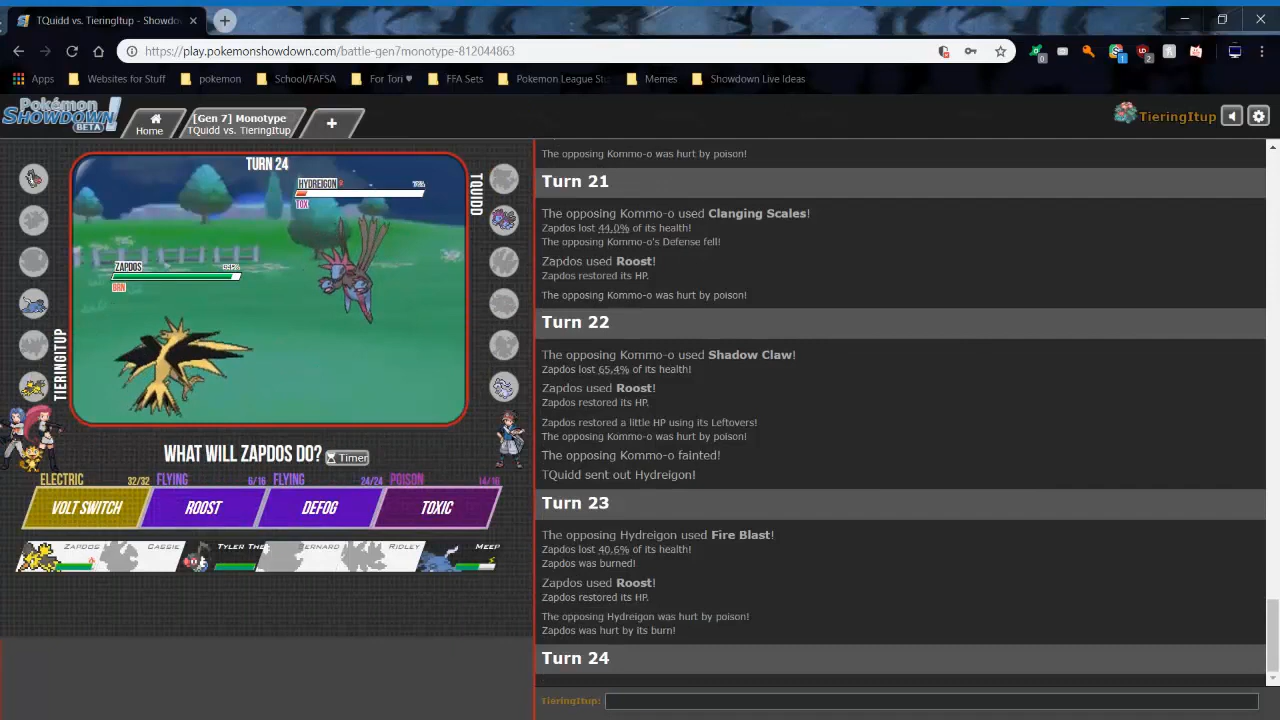 TQuidd vs. TieringItup - Showdo
https://play.pokemonshowdown.com/battle-gen7monotype-812044863
Apps
Websites for Stuff
pokemon
School/FAFSA
For Tori ♥
FFA Sets
Pokemon League Stu
Memes
Showdown Live Ideas
Pokémon
SHOWDOWN!
BETA
Home
[Gen 7] Monotype
TQuidd vs. TieringItup
TieringItup
TURN 24
HYDREIGON
TOX
ZAPDOS
BRN
TQUIDD
TIERINGITUP
WHAT WILL ZAPDOS DO?
Timer
ELECTRIC 32/32
VOLT SWITCH
FLYING 6/16
ROOST
FLYING 24/24
DEFOG
POISON 14/16
TOXIC
ZAPDOS
CASSIE
TYLER THE
BERNARD
RIDLEY
MEEP
The opposing Kommo-o was hurt by poison!
Turn 21
The opposing Kommo-o used Clanging Scales!
Zapdos lost 44.0% of its health!
The opposing Kommo-o's Defense fell!
Zapdos used Roost!
Zapdos restored its HP.
The opposing Kommo-o was hurt by poison!
Turn 22
The opposing Kommo-o used Shadow Claw!
Zapdos lost 65.4% of its health!
Zapdos used Roost!
Zapdos restored its HP.
Zapdos restored a little HP using its Leftovers!
The opposing Kommo-o was hurt by poison!
The opposing Kommo-o fainted!
TQuidd sent out Hydreigon!
Turn 23
The opposing Hydreigon used Fire Blast!
Zapdos lost 40.6% of its health!
Zapdos was burned!
Zapdos used Roost!
Zapdos restored its HP.
The opposing Hydreigon was hurt by poison!
Zapdos was hurt by its burn!
Turn 24
TieringItup: